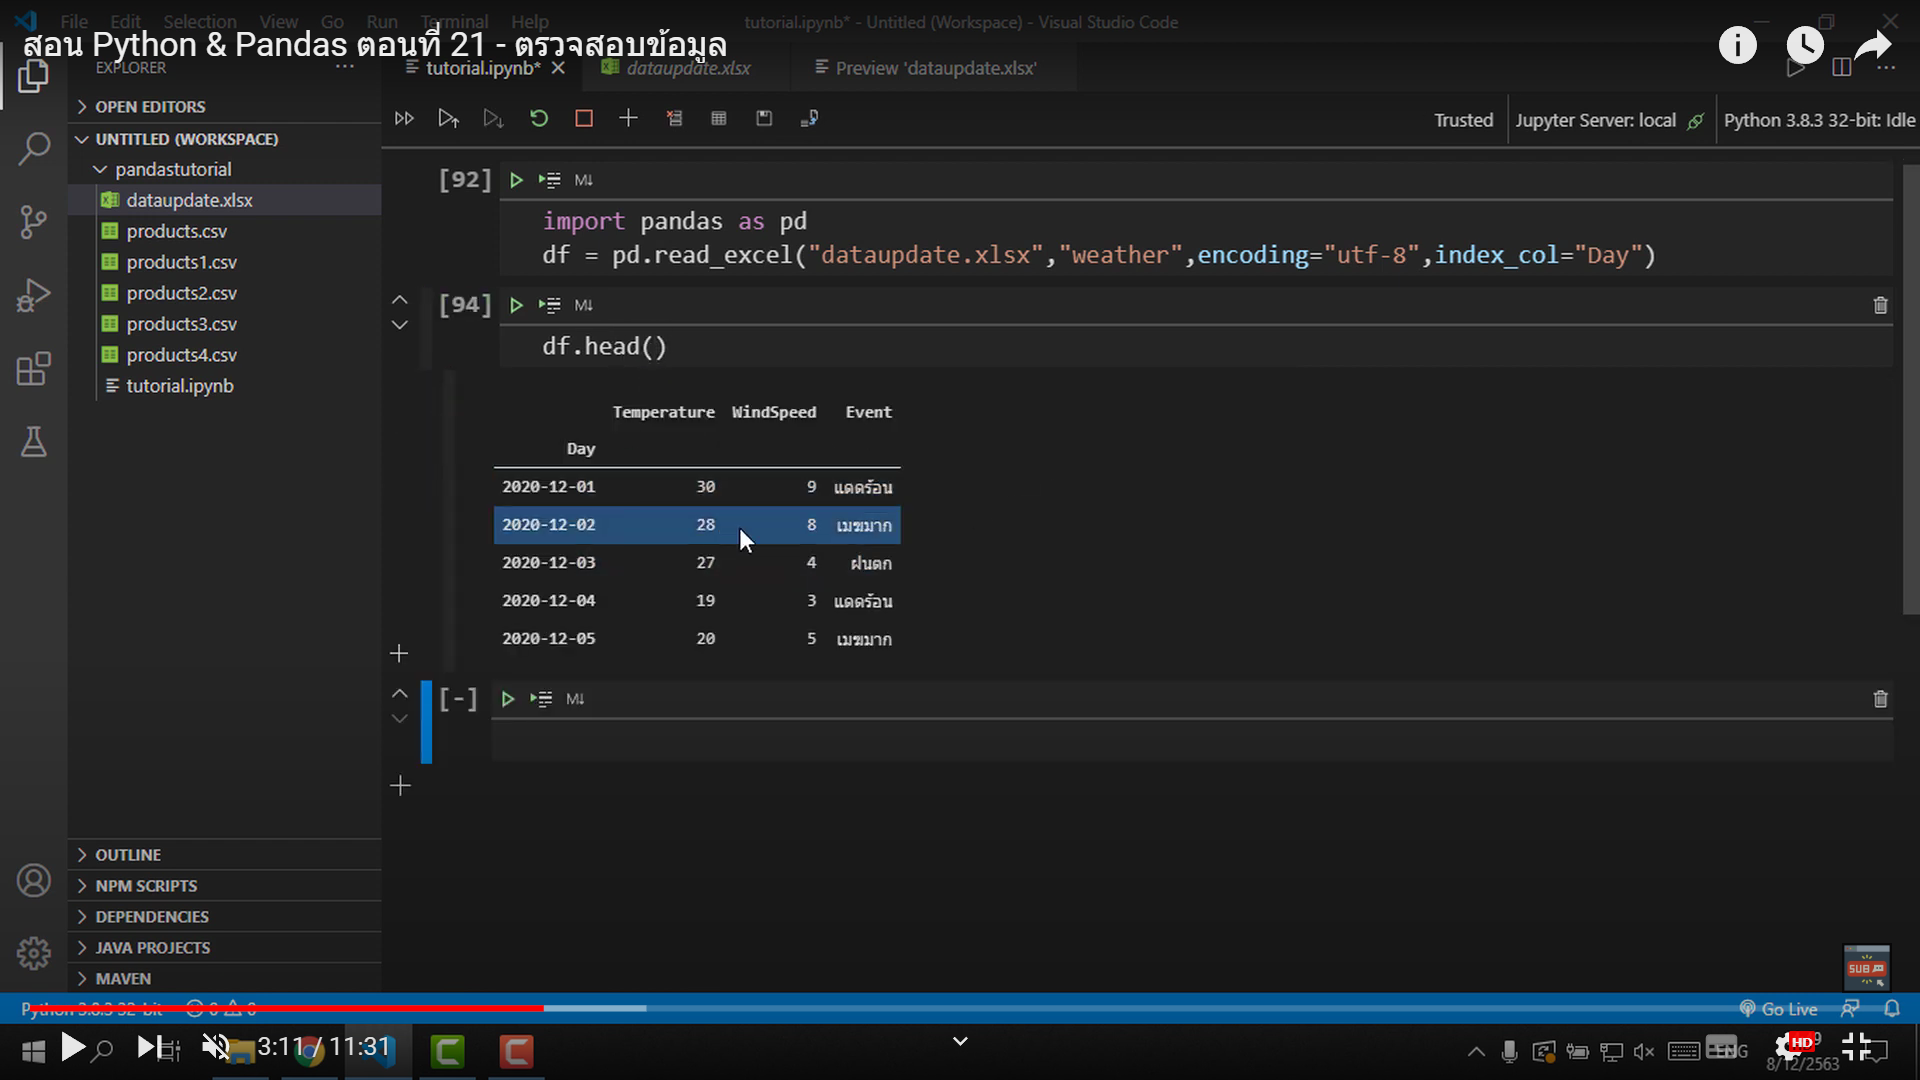 File Edit Selection View Go Run Terminal Help
tutorial.ipynb* - Untitled (Workspace) - Visual Studio Code
สอน Python & Pandas ตอนที่ 21 - ตรวจสอบข้อมูล
EXPLORER
tutorial.ipynb*
dataupdate.xlsx
Preview 'dataupdate.xlsx'
OPEN EDITORS
UNTITLED (WORKSPACE)
pandastutorial
dataupdate.xlsx
products.csv
products1.csv
products2.csv
products3.csv
products4.csv
tutorial.ipynb
Trusted
Jupyter Server: local
Python 3.8.3 32-bit: Idle
[92] M↓
import pandas as pd
df = pd.read_excel("dataupdate.xlsx","weather",encoding="utf-8",index_col="Day")
[94] M↓
df.head()
Temperature WindSpeed Event
Day
2020-12-01 30 9 แดดร้อน
2020-12-02 28 8 เมฆมาก
2020-12-03 27 4 ฝนตก
2020-12-04 19 3 แดดร้อน
2020-12-05 20 5 เมฆมาก
[-] M↓
OUTLINE
NPM SCRIPTS
DEPENDENCIES
JAVA PROJECTS
MAVEN
SUB
Python 3.8.3 32-bit 0 0
Go Live
3:11 / 11:31
ENG
HD
8/12/2563